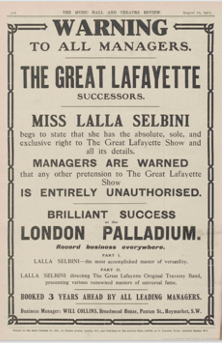 THE MUSIC HALL AND THEATRE REVIEW.
WARNING
TO ALL MANAGERS.
THE GREAT LAFAYETTE
SUCCESSORS.
MISS LALLA SELBINI
begs to state that she has the absolute, sole, and
exclusive right to The Great Lafayette Show and
all its details.
MANAGERS ARE WARNED
that any other pretension to The Great Lafayette
Show
IS ENTIRELY UNAUTHORISED.
BRILLIANT SUCCESS
at the
LONDON PALLADIUM.
Record business everywhere.
PART I.
LALLA SELBINI—the most accomplished master of versatility.
PART II.
LALLA SELBINI directing The Great Lafayette Original Travesty Band,
presenting various renowned masters of universal fame.
BOOKED 3 YEARS AHEAD BY ALL LEADING MANAGERS.
Business Manager: WILL COLLINS, Broadmead House, Panton St., Haymarket, S.W.